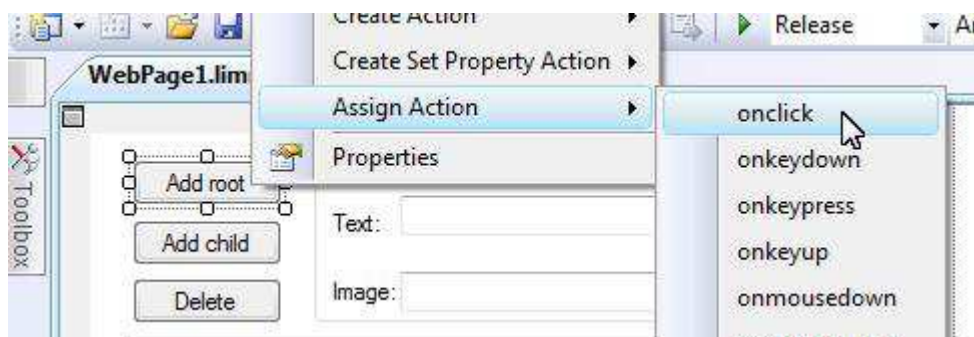 Create Action
Release
Create Set Property Action
WebPage1.lim
Assign Action
onclick
Properties
onkeydown
Toolbox
Add root
onkeypress
Text:
Add child
onkeyup
Image:
Delete
onmousedown